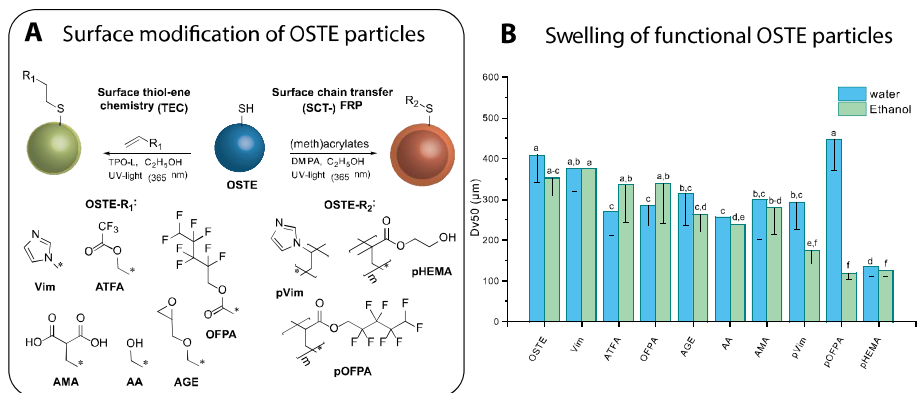 A Surface modification of OSTE particles
R1
S
Surface thiol-ene
chemistry (TEC)
R1
TPO-L, C2H5OH
UV-light (365 nm)
SH
OSTE
Surface chain transfer
(SCT-) FRP
(meth)acrylates
DMPA, C2H5OH
UV-light (365 nm)
R2
S
OSTE-R1:
N
N
*
Vim
CF3
O
O
*
ATFA
F
F
F
F
F
F
F
F
O
O
*
OFPA
O
O
HO
OH
*
AMA
OH
*
AA
O
O
*
AGE
OSTE-R2:
N
N
*
m
pVim
O
O
OH
*
m
pHEMA
O
O
F
F
F
F
F
F
F
F
*
m
pOFPA
B Swelling of functional OSTE particles
water
Ethanol
Dv50 (µm)
600
500
400
300
200
100
0
a
a-c
a,b
a
c
a,b
c
a,b
b,c
c,d
c
d,e
b,c
b-d
b,c
e,f
a
f
d
f
OSTE
Vim
ATFA
OFPA
AGE
AA
AMA
pVim
pOFPA
pHEMA